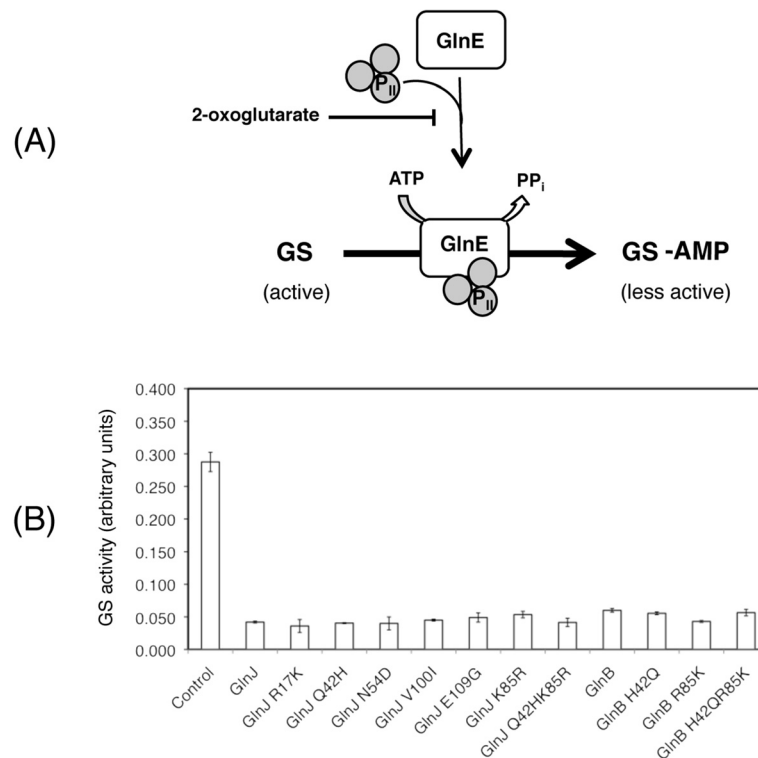 (A)
GlnE
PII
2-oxoglutarate
ATP
PPi
GS
GlnE
GS -AMP
(active)
PII
(less active)
(B)
GS activity (arbitrary units)
0.400
0.350
0.300
0.250
0.200
0.150
0.100
0.050
0.000
Control
GlnJ
GlnJ R17K
GlnJ Q42H
GlnJ N54D
GlnJ V100I
GlnJ E109G
GlnJ K85R
GlnJ Q42HK85R
GlnB
GlnB H42Q
GlnB R85K
GlnB H42QR85K